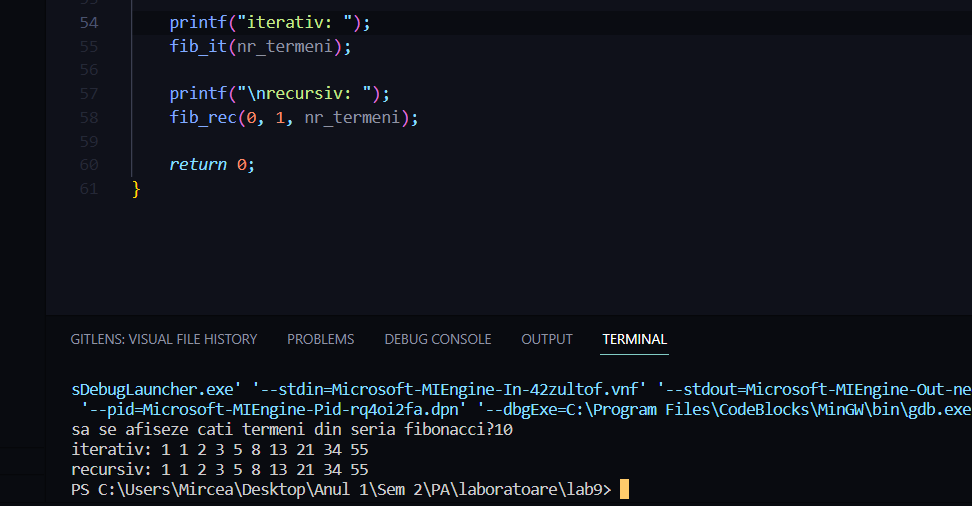 54 printf("iterativ: ");
55 fib_it(nr_termeni);
56
57 printf("\nrecursiv: ");
58 fib_rec(0, 1, nr_termeni);
59
60 return 0;
61 }
GITLENS: VISUAL FILE HISTORY PROBLEMS DEBUG CONSOLE OUTPUT TERMINAL
sDebugLauncher.exe' '--stdin=Microsoft-MIEngine-In-42zultof.vnf' '--stdout=Microsoft-MIEngine-Out-ne
'--pid=Microsoft-MIEngine-Pid-rq4oi2fa.dpn' '--dbgExe=C:\Program Files\CodeBlocks\MinGW\bin\gdb.exe
sa se afiseze cati termeni din seria fibonacci?10
iterativ: 1 1 2 3 5 8 13 21 34 55
recursiv: 1 1 2 3 5 8 13 21 34 55
PS C:\Users\Mircea\Desktop\Anul 1\Sem 2\PA\laboratoare\lab9>